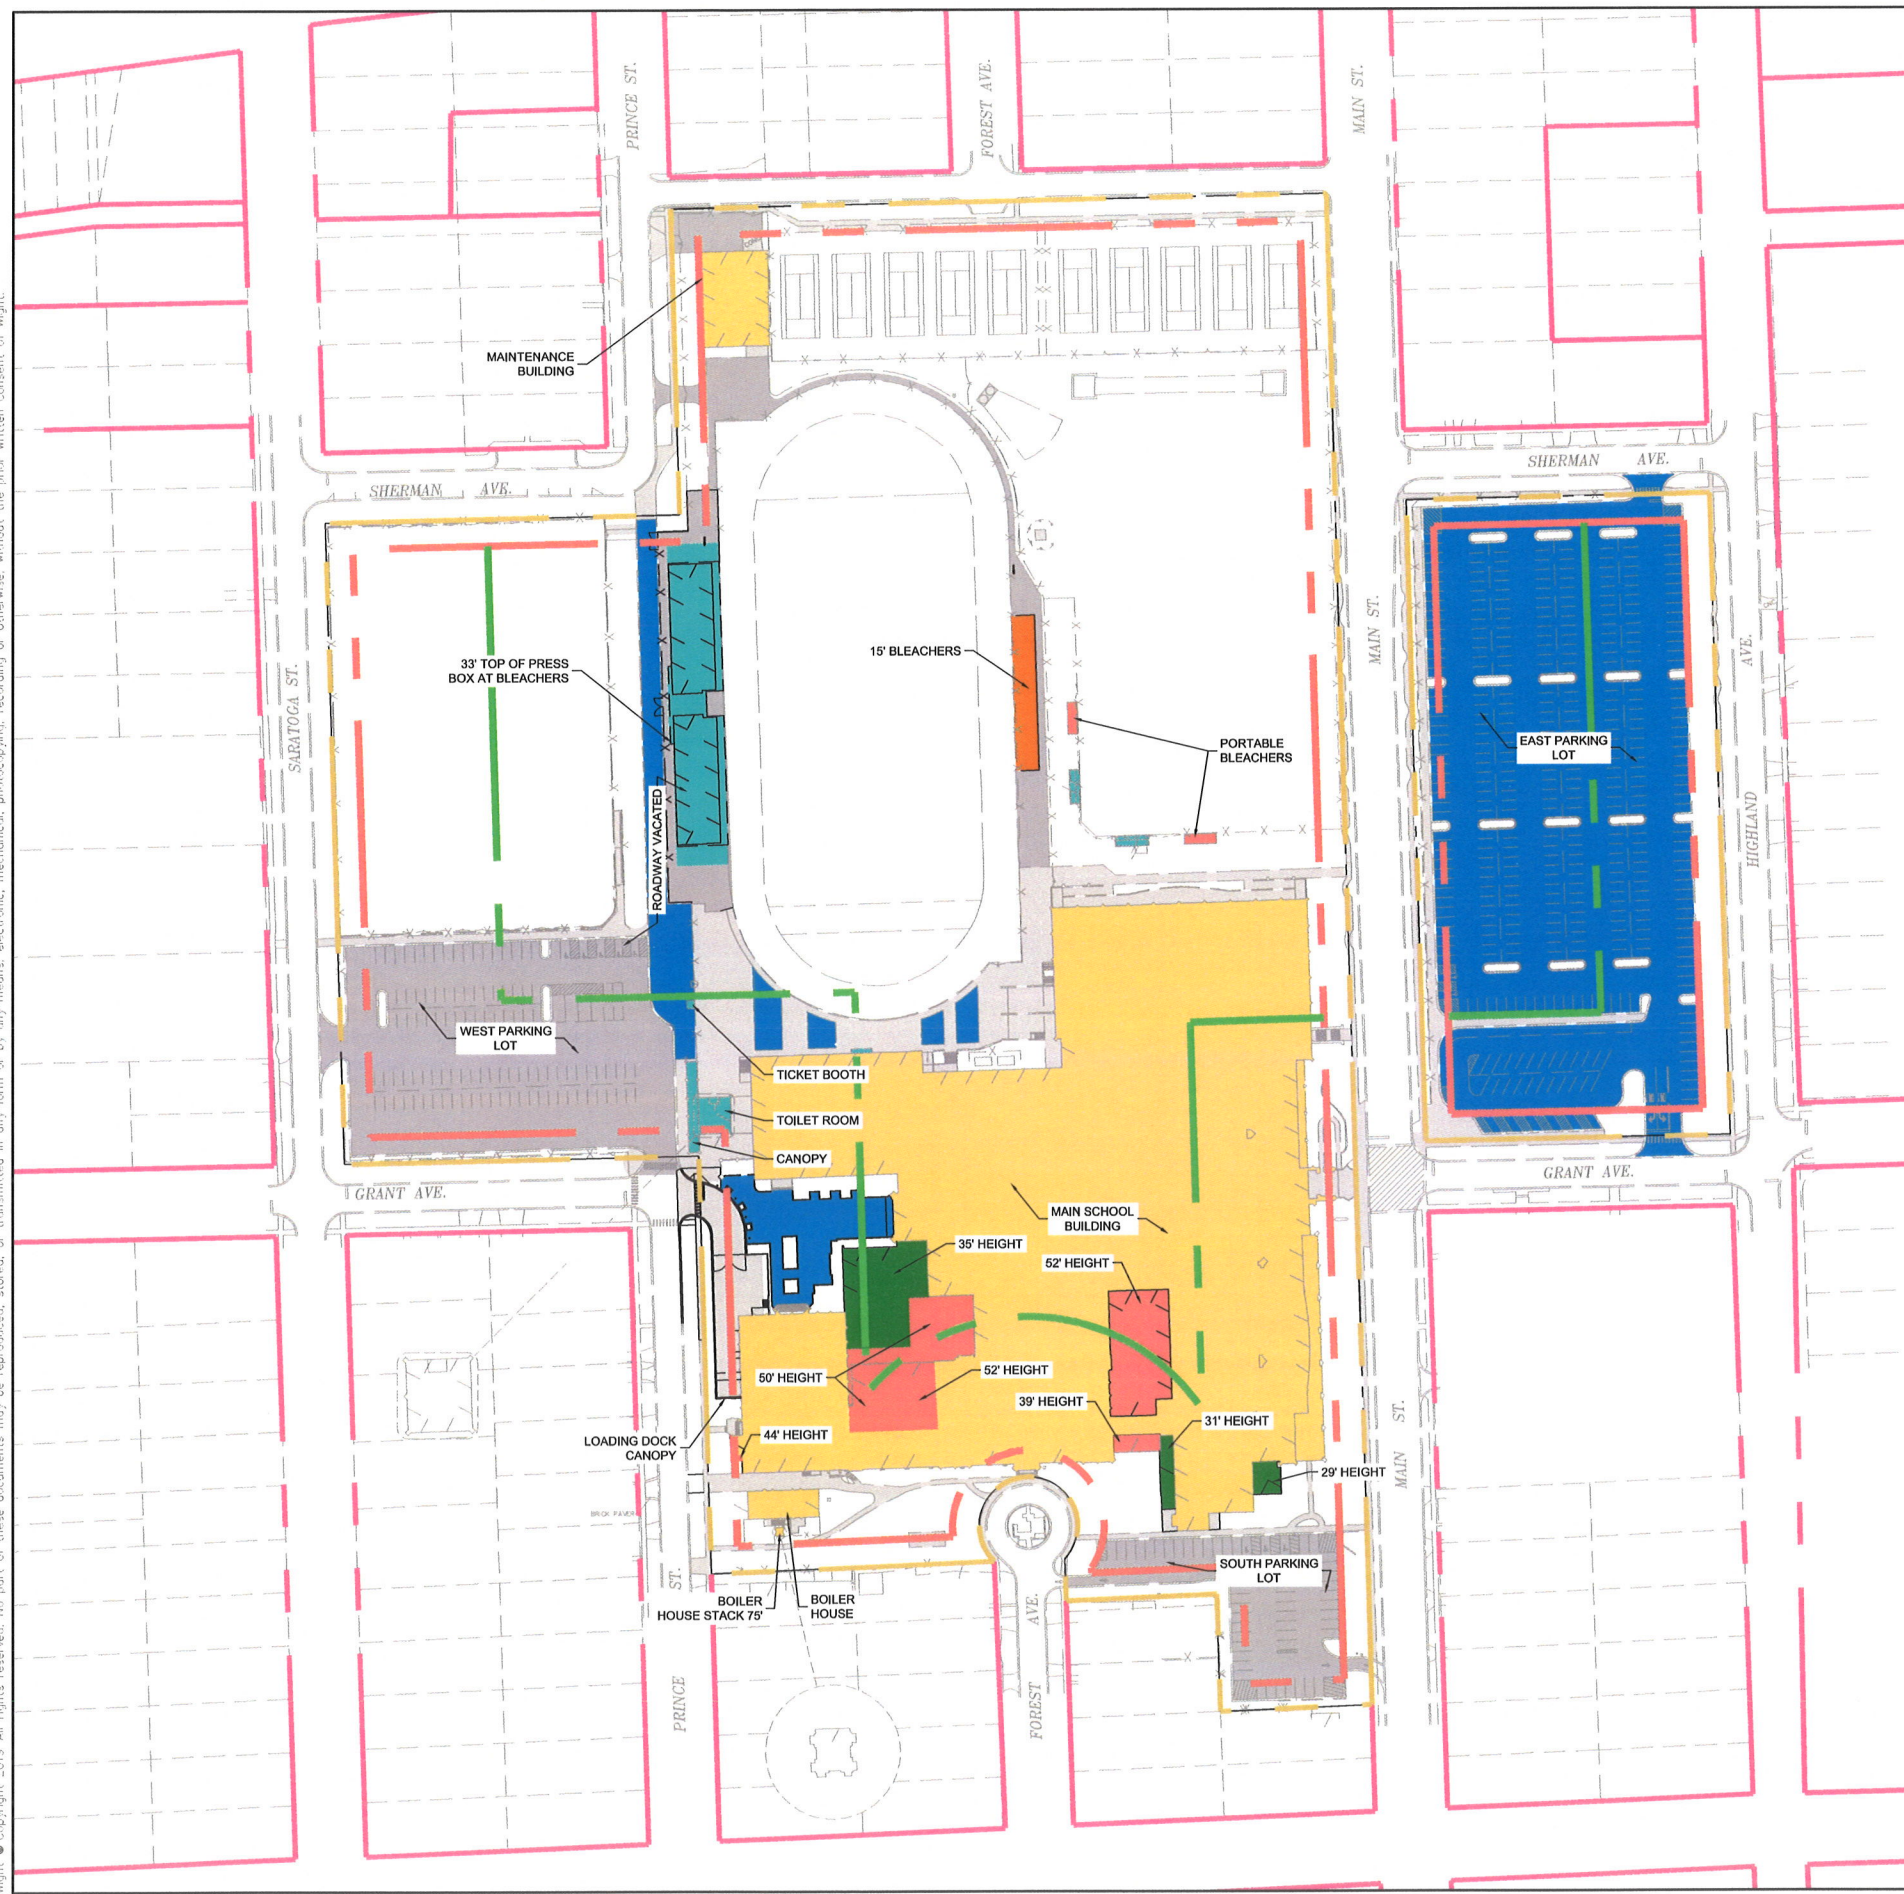 PRINCE ST.
FOREST AVE.
MAIN ST.
MAINTENANCE
BUILDING
SHERMAN AVE.
SHERMAN AVE.
33' TOP OF PRESS
BOX AT BLEACHERS
15' BLEACHERS
SARATOGA ST.
MAIN ST.
PORTABLE
BLEACHERS
EAST PARKING
LOT
HIGHLAND AVE.
ROADWAY VACATED
WEST PARKING
LOT
TICKET BOOTH
TOILET ROOM
CANOPY
GRANT AVE.
GRANT AVE.
MAIN SCHOOL
BUILDING
35' HEIGHT
52' HEIGHT
50' HEIGHT
52' HEIGHT
39' HEIGHT
31' HEIGHT
44' HEIGHT
LOADING DOCK
CANOPY
29' HEIGHT
MAIN ST.
BRICK PAVER
SOUTH PARKING
LOT
BOILER
HOUSE STACK 75'
BOILER
HOUSE
PRINCE ST.
FOREST AVE.